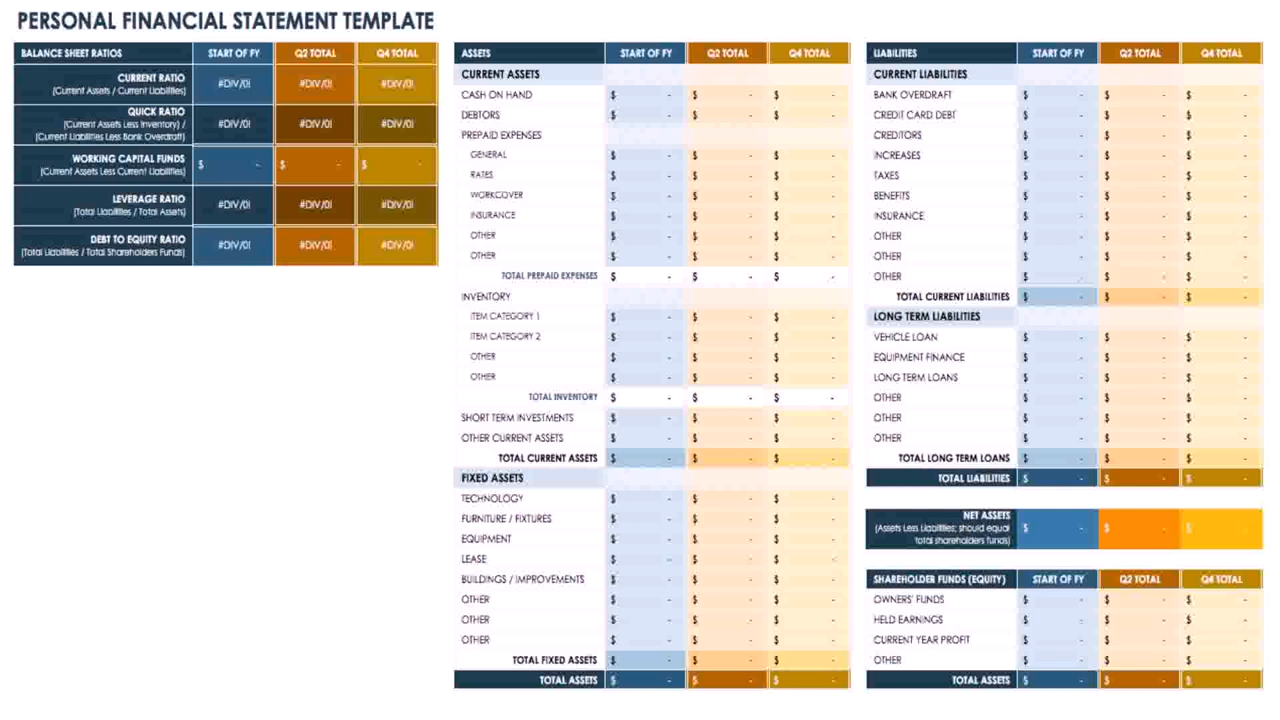 PERSONAL FINANCIAL STATEMENT TEMPLATE
BALANCE SHEET RATIOS START OF FY Q2 TOTAL Q4 TOTAL
CURRENT RATIO
(Current Assets / Current Liabilities) #DIV/0! #DIV/0! #DIV/0!
QUICK RATIO
(Current Assets Less Inventory) / #DIV/0! #DIV/0! #DIV/0!
(Current Liabilities Less Bank Overdraft)
WORKING CAPITAL FUNDS $ - $ - $ -
(Current Assets Less Current Liabilities)
LEVERAGE RATIO
(Total Liabilities / Total Assets) #DIV/0! #DIV/0! #DIV/0!
DEBT TO EQUITY RATIO
(Total Liabilities / Total Shareholders Funds) #DIV/0! #DIV/0! #DIV/0!
ASSETS START OF FY Q2 TOTAL Q4 TOTAL
CURRENT ASSETS
CASH ON HAND $ - $ - $ -
DEBTORS $ - $ - $ -
PREPAID EXPENSES
GENERAL $ - $ - $ -
RATES $ - $ - $ -
WORKCOVER $ - $ - $ -
INSURANCE $ - $ - $ -
OTHER $ - $ - $ -
OTHER $ - $ - $ -
TOTAL PREPAID EXPENSES $ - $ - $ -
INVENTORY
ITEM CATEGORY 1 $ - $ - $ -
ITEM CATEGORY 2 $ - $ - $ -
OTHER $ - $ - $ -
OTHER $ - $ - $ -
TOTAL INVENTORY $ - $ - $ -
SHORT TERM INVESTMENTS $ - $ - $ -
OTHER CURRENT ASSETS $ - $ - $ -
TOTAL CURRENT ASSETS $ - $ - $ -
FIXED ASSETS
TECHNOLOGY $ - $ - $ -
FURNITURE / FIXTURES $ - $ - $ -
EQUIPMENT $ - $ - $ -
LEASE $ - $ - $ -
BUILDINGS / IMPROVEMENTS $ - $ - $ -
OTHER $ - $ - $ -
OTHER $ - $ - $ -
OTHER $ - $ - $ -
TOTAL FIXED ASSETS $ - $ - $ -
TOTAL ASSETS $ - $ - $ -
LIABILITIES START OF FY Q2 TOTAL Q4 TOTAL
CURRENT LIABILITIES
BANK OVERDRAFT $ - $ - $ -
CREDIT CARD DEBT $ - $ - $ -
CREDITORS $ - $ - $ -
INCREASES $ - $ - $ -
TAXES $ - $ - $ -
BENEFITS $ - $ - $ -
INSURANCE $ - $ - $ -
OTHER $ - $ - $ -
OTHER $ - $ - $ -
OTHER $ - $ - $ -
TOTAL CURRENT LIABILITIES $ - $ - $ -
LONG TERM LIABILITIES
VEHICLE LOAN $ - $ - $ -
EQUIPMENT FINANCE $ - $ - $ -
LONG TERM LOANS $ - $ - $ -
OTHER $ - $ - $ -
OTHER $ - $ - $ -
OTHER $ - $ - $ -
TOTAL LONG TERM LOANS $ - $ - $ -
TOTAL LIABILITIES $ - $ - $ -
NET ASSETS
(Assets Less Liabilities; should equal $ - $ - $ -
total shareholders funds)
SHAREHOLDER FUNDS (EQUITY) START OF FY Q2 TOTAL Q4 TOTAL
OWNERS' FUNDS $ - $ - $ -
HELD EARNINGS $ - $ - $ -
CURRENT YEAR PROFIT $ - $ - $ -
OTHER $ - $ - $ -
TOTAL ASSETS $ - $ - $ -